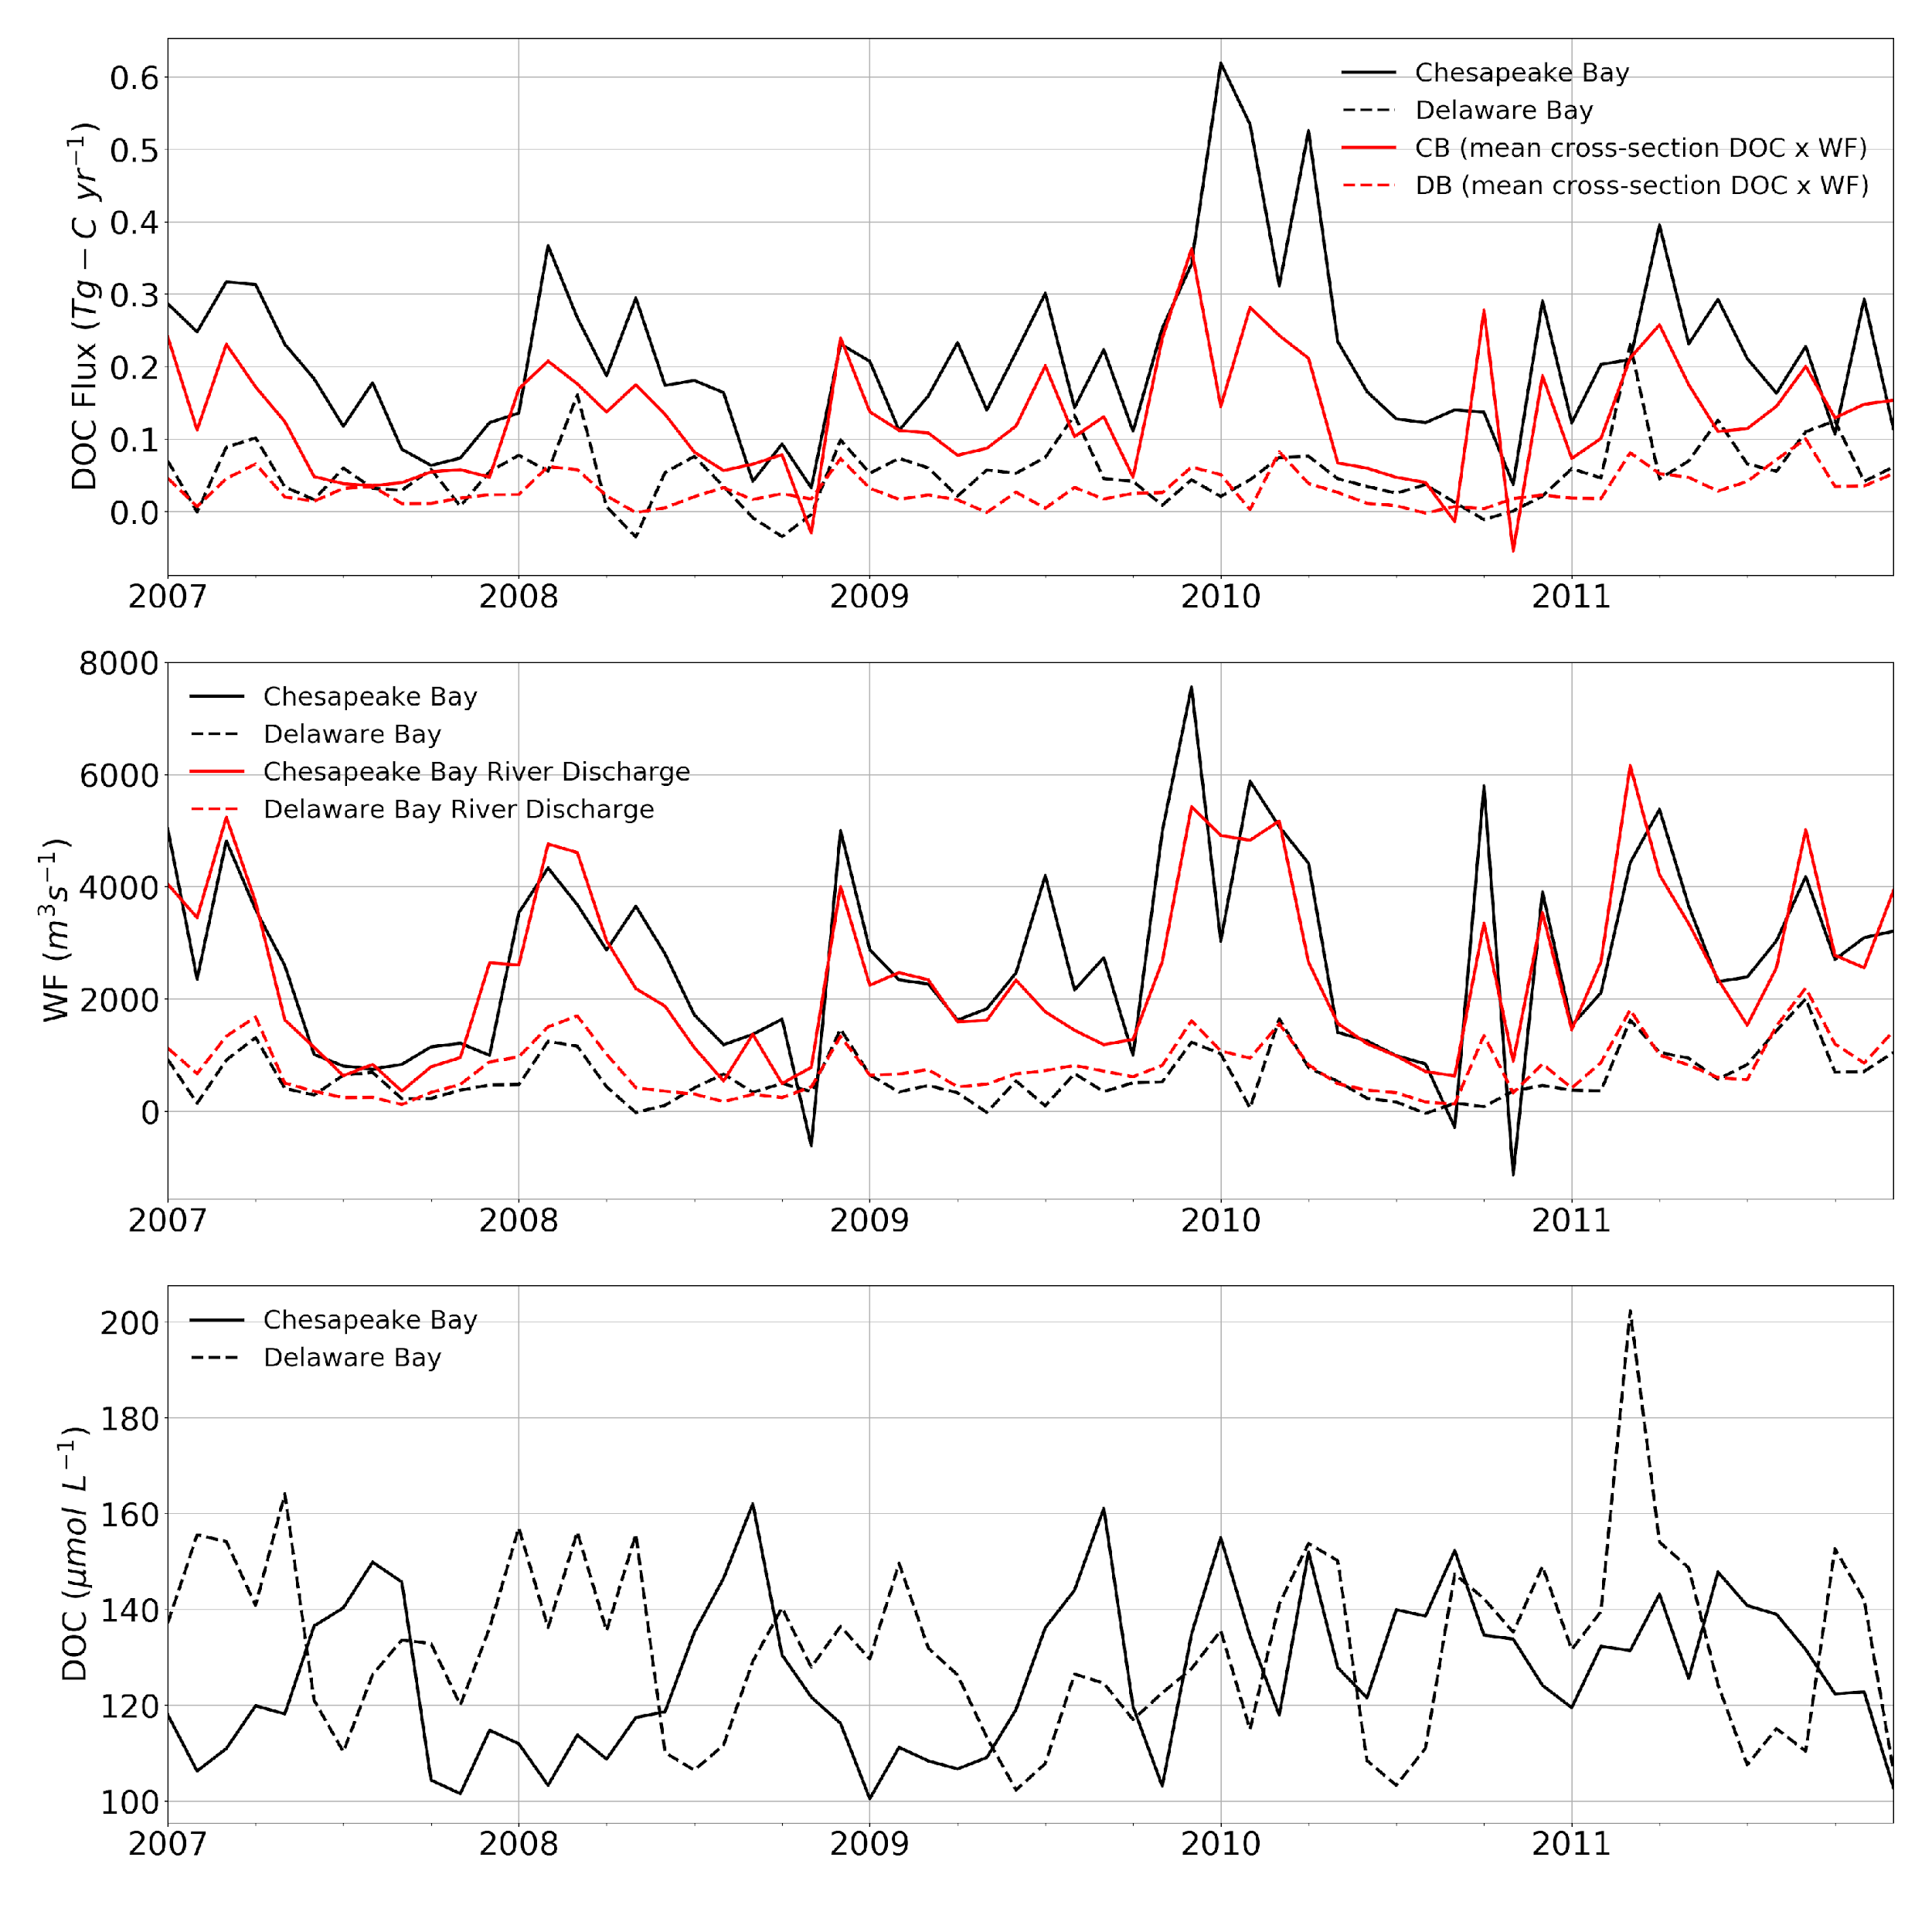 DOC Flux (Tg − C yr⁻¹)
0.6
0.5
0.4
0.3
0.2
0.1
0.0
Chesapeake Bay
Delaware Bay
CB (mean cross-section DOC x WF)
DB (mean cross-section DOC x WF)
2007 2008 2009 2010 2011
WF (m³s⁻¹)
8000
6000
4000
2000
0
Chesapeake Bay
Delaware Bay
Chesapeake Bay River Discharge
Delaware Bay River Discharge
2007 2008 2009 2010 2011
DOC (μmol L⁻¹)
200
180
160
140
120
100
Chesapeake Bay
Delaware Bay
2007 2008 2009 2010 2011